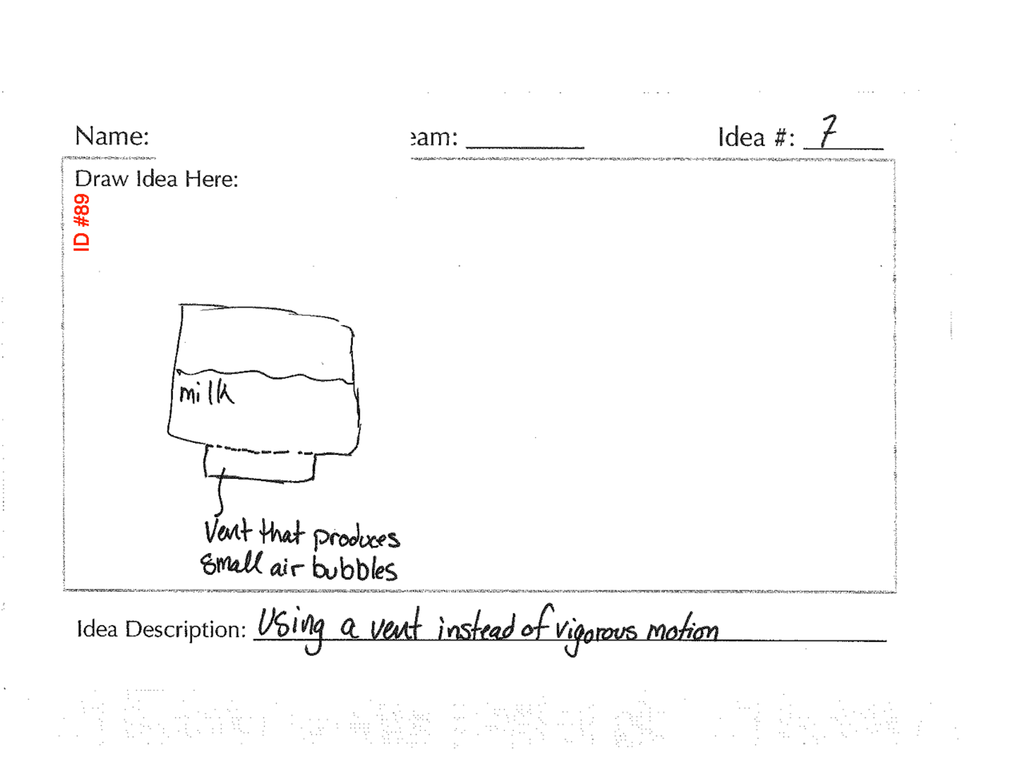 Name:
eam:
Idea #: 7
Draw Idea Here:
ID #89
milk
Vent that produces
small air bubbles
Idea Description: Using a vent instead of vigorous motion